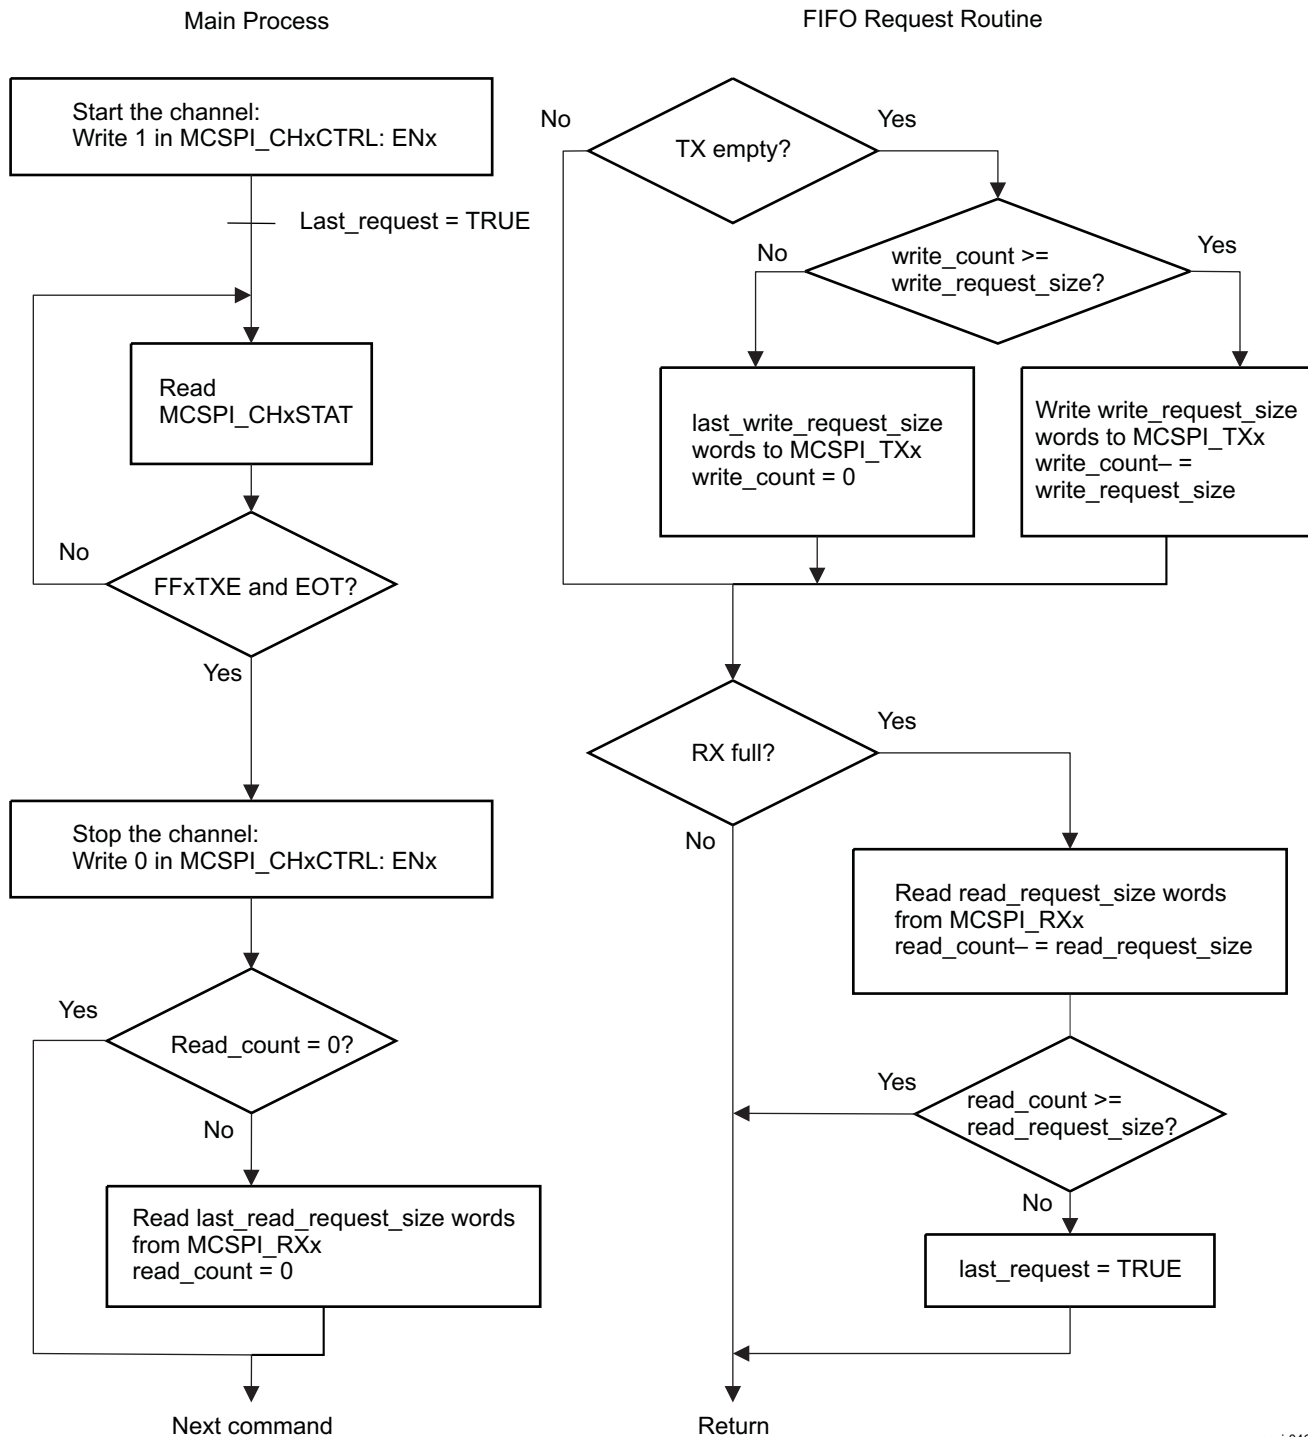 Main Process
Start the channel:
Write 1 in MCSPI_CHxCTRL: ENx
Last_request = TRUE
Read
MCSPI_CHxSTAT
No
FFxTXE and EOT?
Yes
Stop the channel:
Write 0 in MCSPI_CHxCTRL: ENx
Yes
Read_count = 0?
No
Read last_read_request_size words
from MCSPI_RXx
read_count = 0
Next command
FIFO Request Routine
No
Yes
TX empty?
No
Yes
write_count >=
write_request_size?
last_write_request_size
words to MCSPI_TXx
write_count = 0
Write write_request_size
words to MCSPI_TXx
write_count– =
write_request_size
RX full?
Yes
No
Read read_request_size words
from MCSPI_RXx
read_count– = read_request_size
Yes
read_count >=
read_request_size?
No
last_request = TRUE
Return